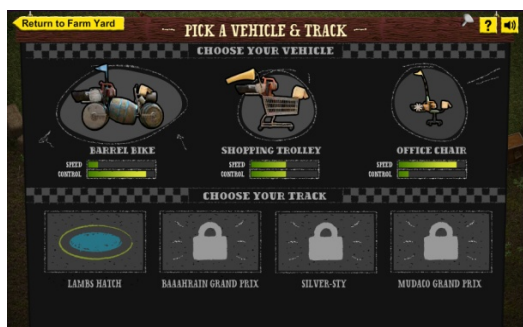 Return to Farm Yard
PICK A VEHICLE & TRACK
?
CHOOSE YOUR VEHICLE
BARREL BIKE
SPEED
CONTROL
SHOPPING TROLLEY
SPEED
CONTROL
OFFICE CHAIR
SPEED
CONTROL
CHOOSE YOUR TRACK
LAMBS HATCH
BAAAHRAIN GRAND PRIX
SILVER-STY
MUDACO GRAND PRIX